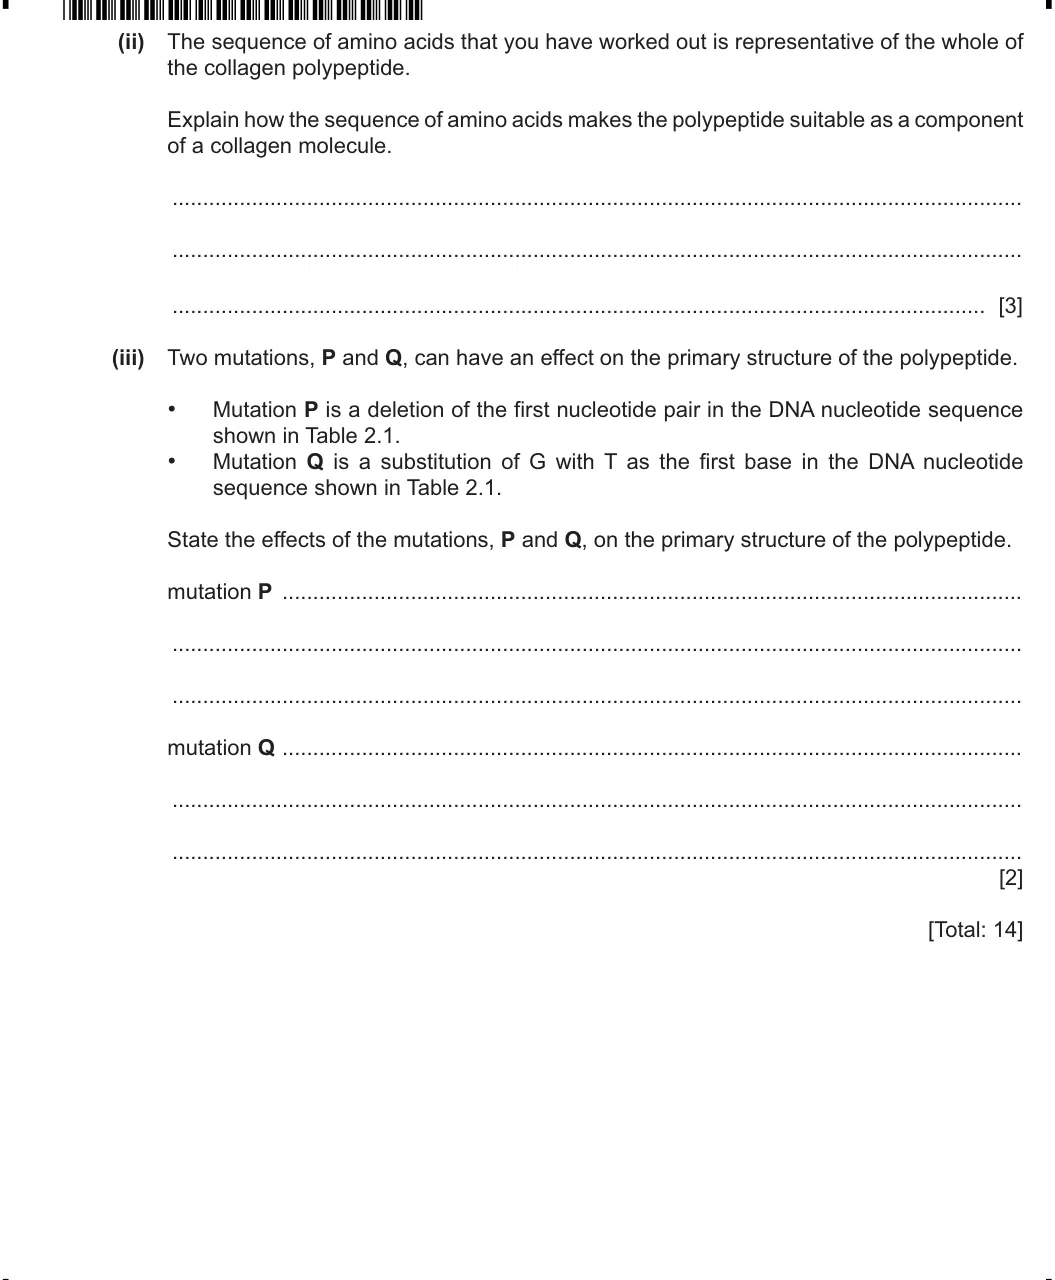 (ii) The sequence of amino acids that you have worked out is representative of the whole of
the collagen polypeptide.
Explain how the sequence of amino acids makes the polypeptide suitable as a component
of a collagen molecule.
..........................................................................................................................................
..........................................................................................................................................
.................................................................................................................................... [3]
(iii) Two mutations, P and Q, can have an effect on the primary structure of the polypeptide.
• Mutation P is a deletion of the first nucleotide pair in the DNA nucleotide sequence
shown in Table 2.1.
• Mutation Q is a substitution of G with T as the first base in the DNA nucleotide
sequence shown in Table 2.1.
State the effects of the mutations, P and Q, on the primary structure of the polypeptide.
mutation P ........................................................................................................................
..........................................................................................................................................
..........................................................................................................................................
mutation Q ........................................................................................................................
..........................................................................................................................................
..........................................................................................................................................
[2]
[Total: 14]